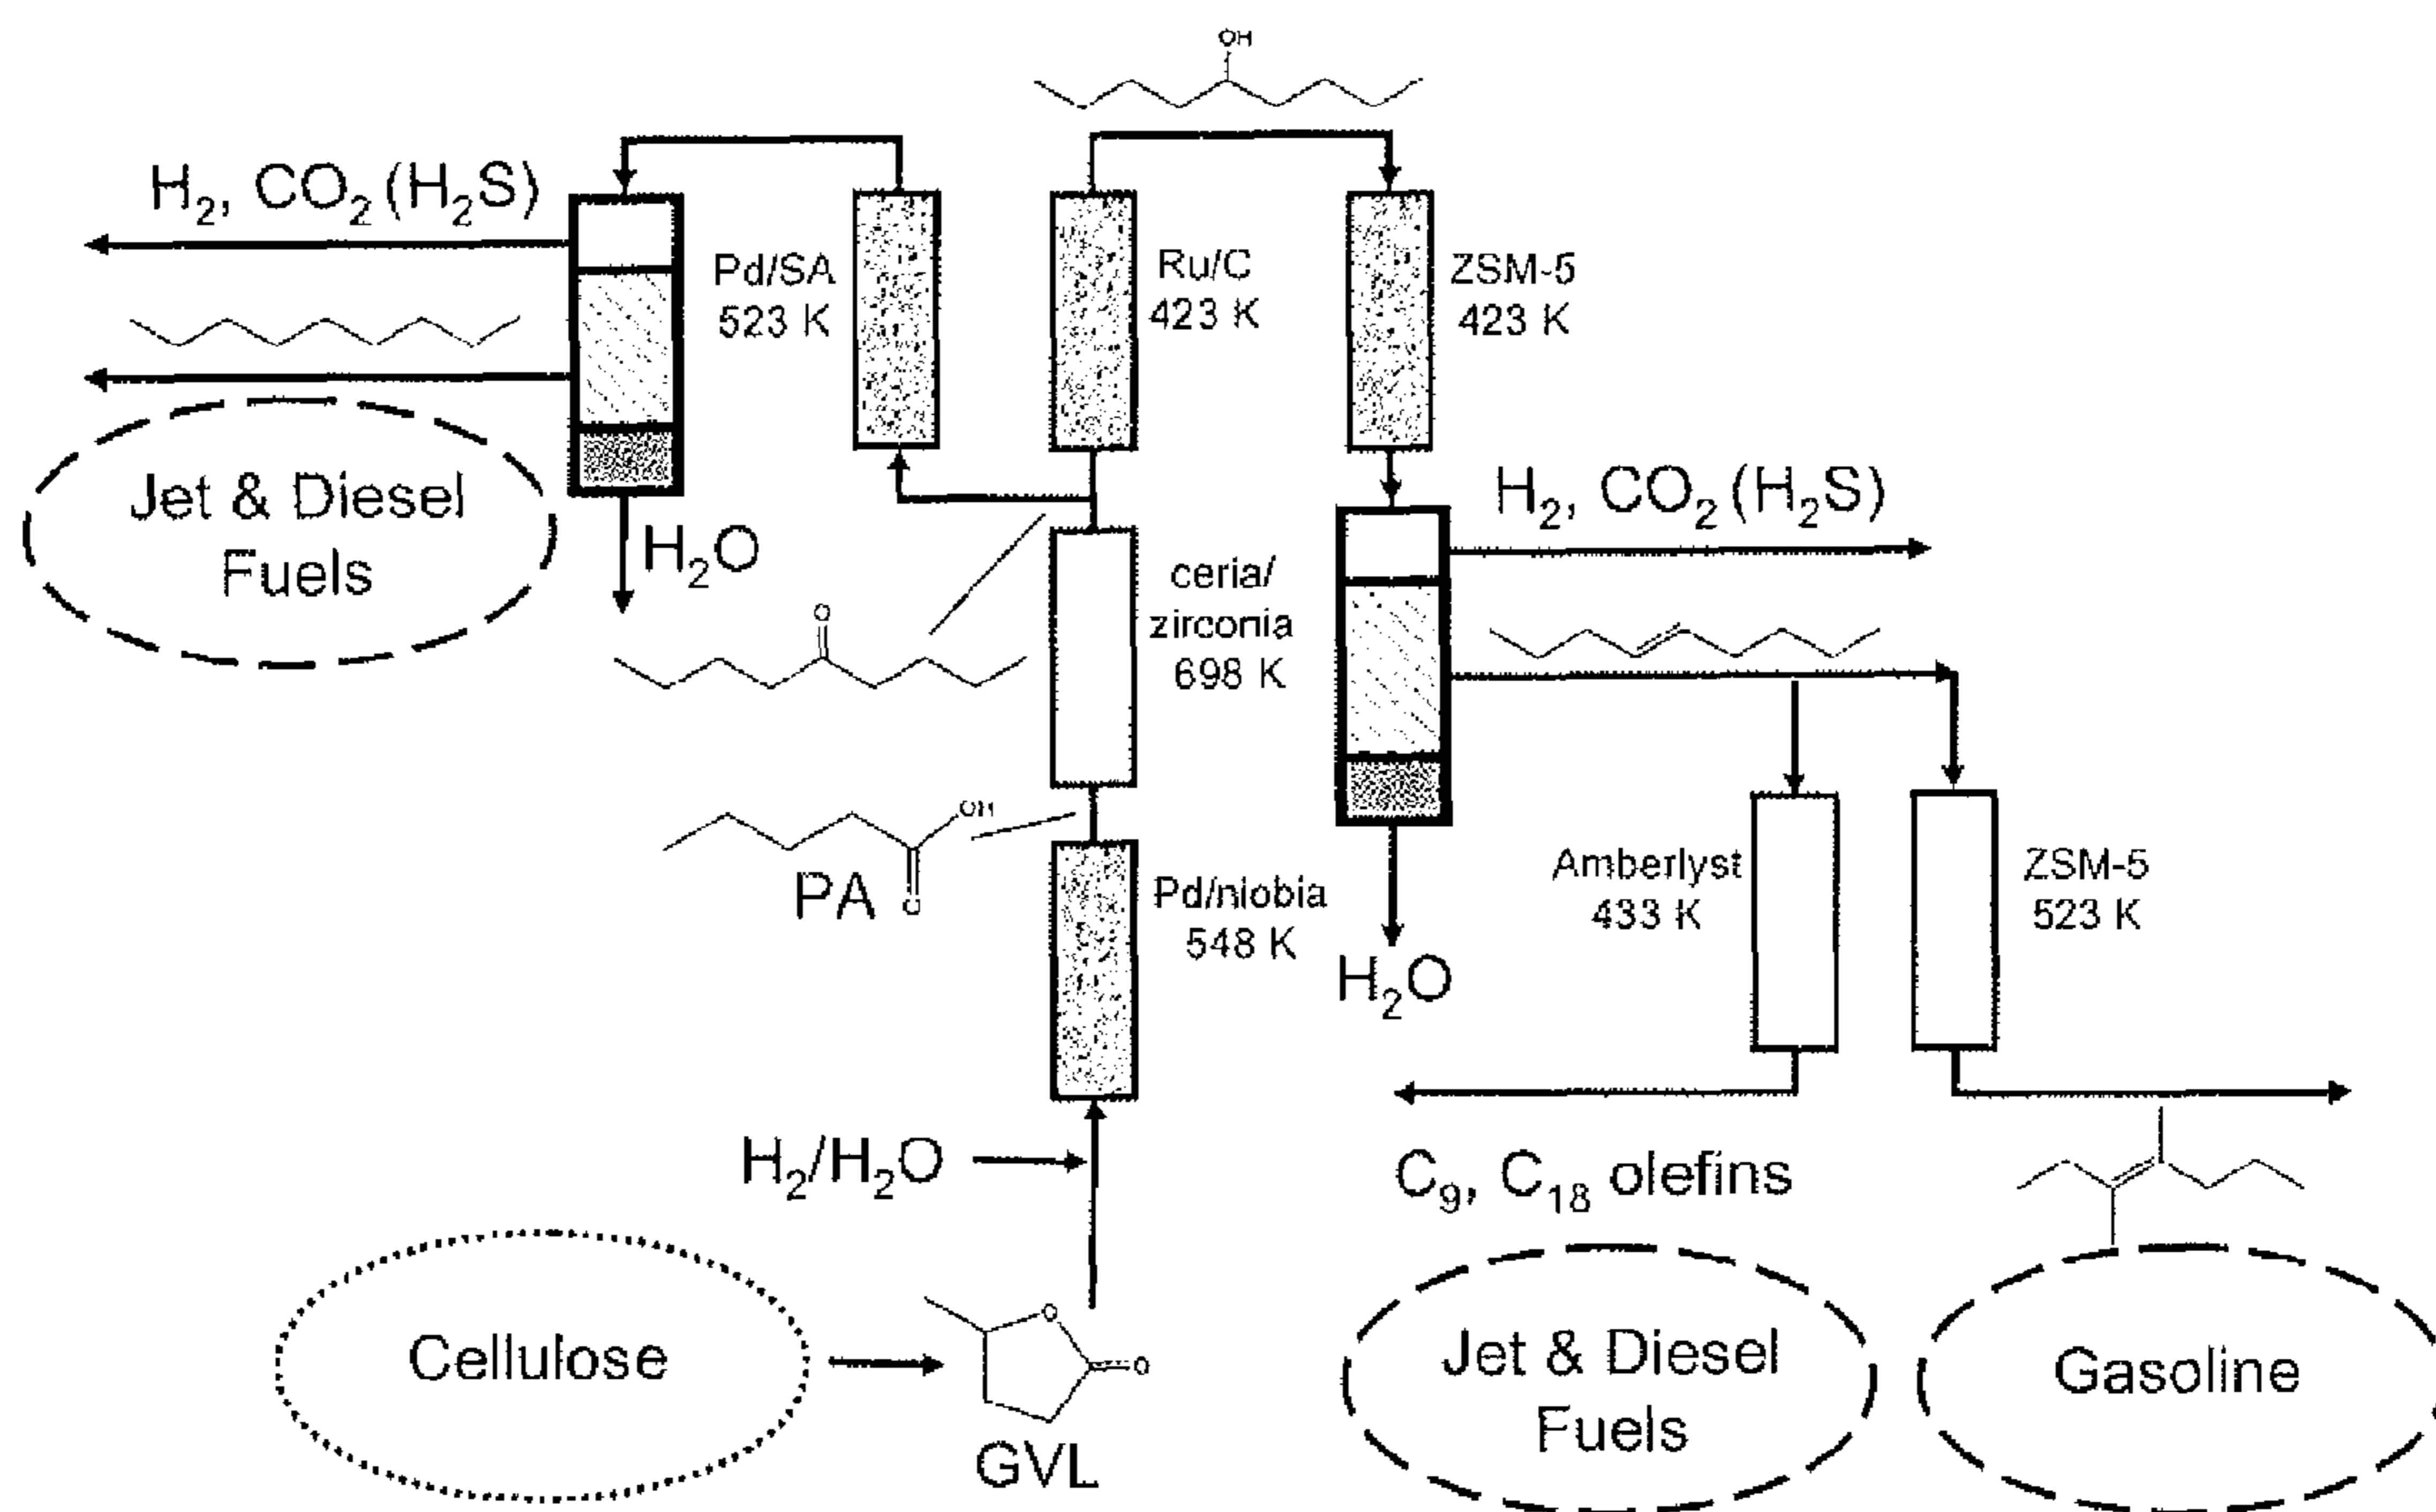 OH
H₂, CO₂ (H₂S)
Pd/SA
523 K
Ru/C
423 K
ZSM-5
423 K
Jet & Diesel
Fuels
H₂O
H₂, CO₂ (H₂S)
ceria/
zirconia
698 K
O
OH
PA
O
Pd/niobia
548 K
Amberlyst
433 K
ZSM-5
523 K
H₂O
H₂/H₂O
C₉, C₁₈ olefins
Cellulose
O
O
GVL
Jet & Diesel
Fuels
Gasoline